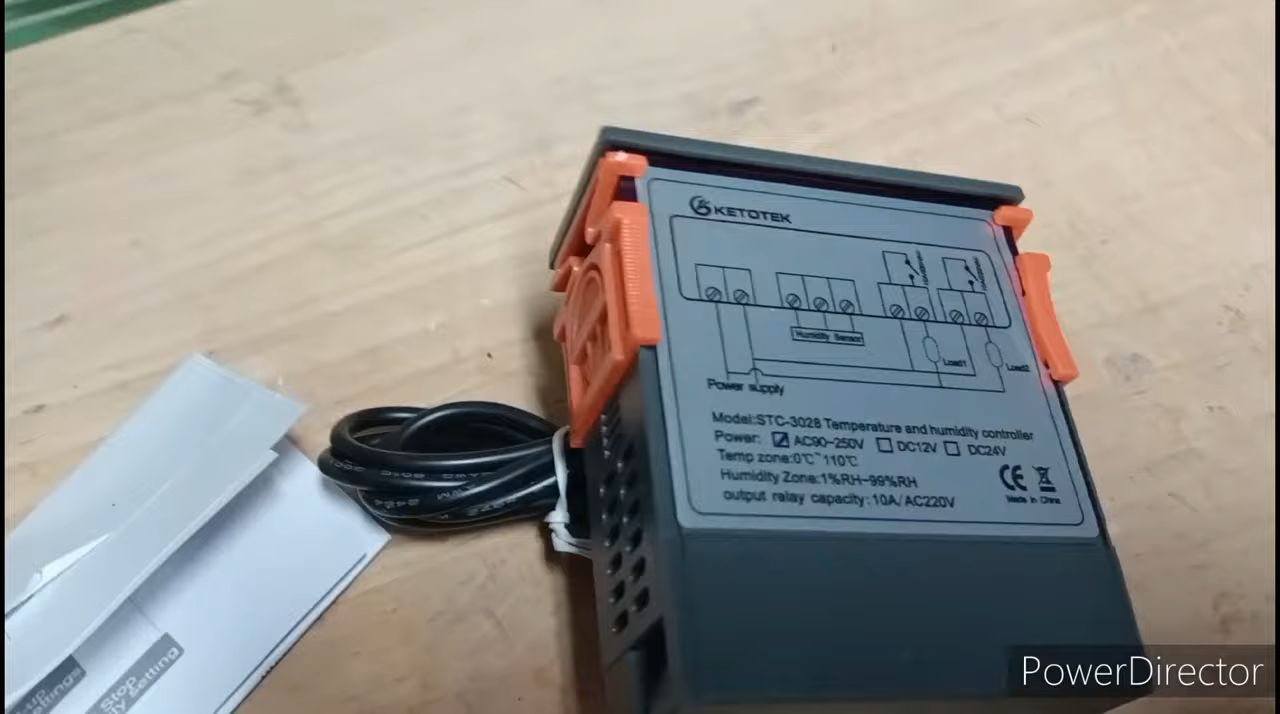 KETOTEK
Humidity Sensor
Load1
Load2
Power supply
Model:STC-3028 Temperature and humidity controller
Power: AC90-250V DC12V DC24V
Temp zone:0℃~110℃
Humidity Zone:1%RH-99%RH
output relay capacity:10A/AC220V
CE
Made in China
Stop
Setting
PowerDirector